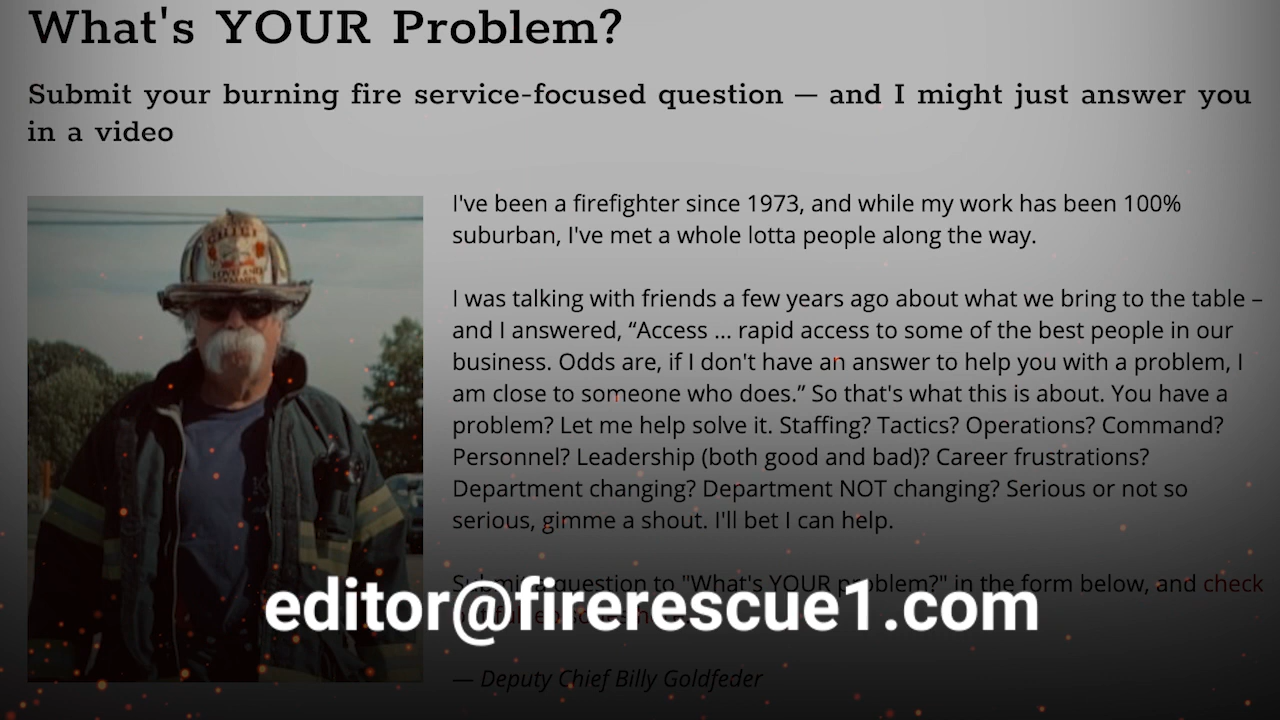 What's YOUR Problem?
Submit your burning fire service-focused question — and I might just answer you
in a video
I've been a firefighter since 1973, and while my work has been 100%
suburban, I've met a whole lotta people along the way.
I was talking with friends a few years ago about what we bring to the table –
and I answered, “Access ... rapid access to some of the best people in our
business. Odds are, if I don't have an answer to help you with a problem, I
am close to someone who does.” So that's what this is about. You have a
problem? Let me help solve it. Staffing? Tactics? Operations? Command?
Personnel? Leadership (both good and bad)? Career frustrations?
Department changing? Department NOT changing? Serious or not so
serious, gimme a shout. I'll bet I can help.
Submit a question to "What's YOUR problem?" in the form below, and check
editor@firerescue1.com
— Deputy Chief Billy Goldfeder